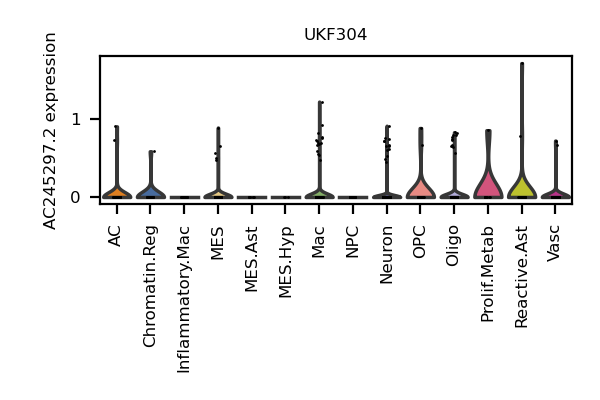 UKF304
AC245297.2 expression
1
0
AC
Chromatin.Reg
Inflammatory.Mac
MES
MES.Ast
MES.Hyp
Mac
NPC
Neuron
OPC
Oligo
Prolif.Metab
Reactive.Ast
Vasc